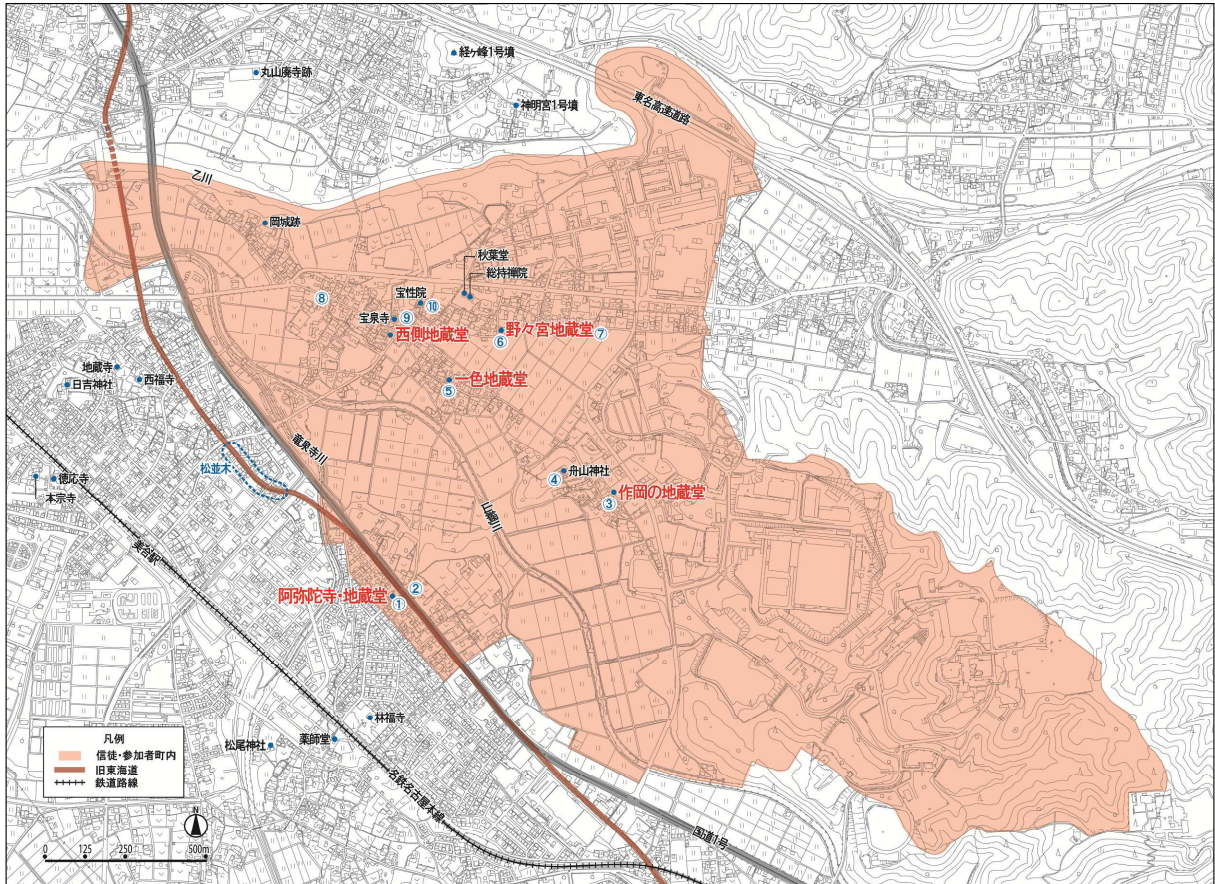 経ヶ峰1号墳
丸山廃寺跡
神明宮1号墳
東名高速道路
乙川
岡城跡
秋葉堂
総持禅院
⑧
宝性院
⑩
宝泉寺
⑨
西側地蔵堂
野々宮地蔵堂
⑥
⑦
地蔵寺
日吉神社
西福寺
一色地蔵堂
⑤
竜泉寺川
松並木
徳応寺
本宗寺
舟山神社
④
作岡の地蔵堂
③
山綱川
美合駅
阿弥陀寺・地蔵堂
①
②
林福寺
松尾神社
薬師堂
名鉄名古屋本線
国道1号
凡例
信徒・参加者町内
旧東海道
鉄道路線
N
0 125 250 500m